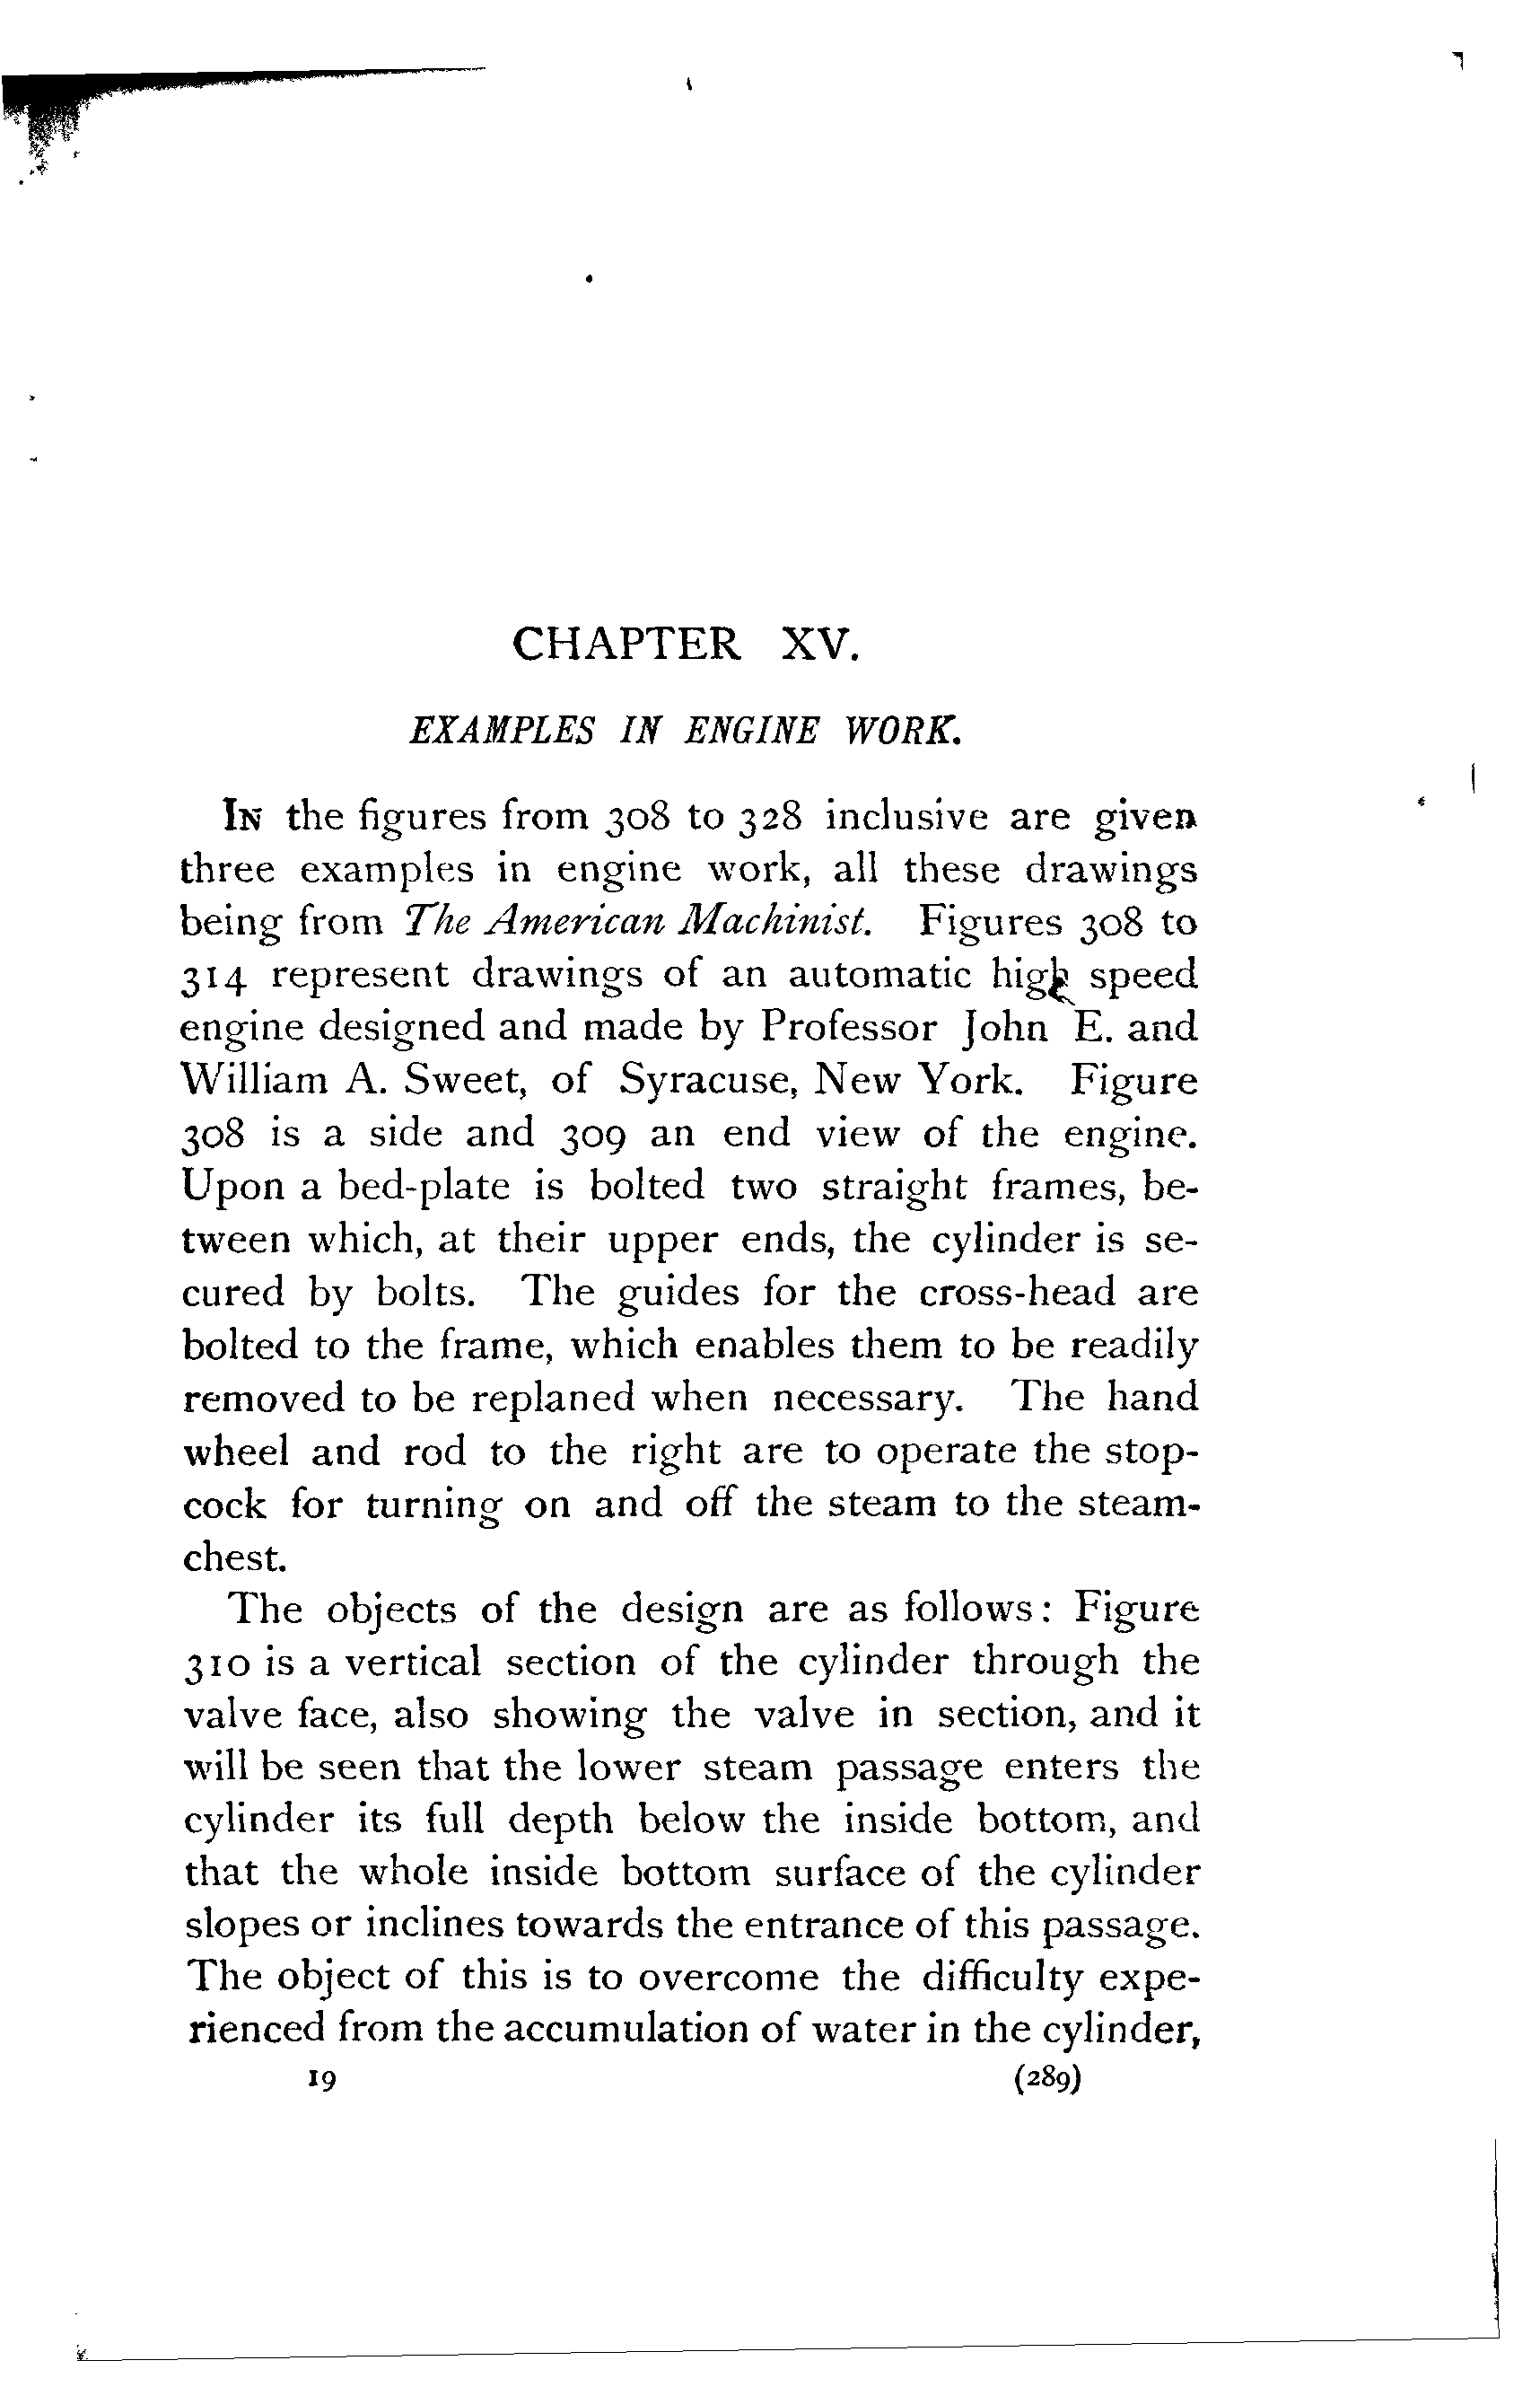 CHAPTER XV.
EXAMPLES IN ENGINE WORK.
In the figures from 308 to 328 inclusive are given
three examples in engine work, all these drawings
being from The American Machinist. Figures 308 to
314 represent drawings of an automatic high speed
engine designed and made by Professor John E. and
William A. Sweet, of Syracuse, New York. Figure
308 is a side and 309 an end view of the engine.
Upon a bed-plate is bolted two straight frames, be-
tween which, at their upper ends, the cylinder is se-
cured by bolts. The guides for the cross-head are
bolted to the frame, which enables them to be readily
removed to be replaned when necessary. The hand
wheel and rod to the right are to operate the stop-
cock for turning on and off the steam to the steam-
chest.
The objects of the design are as follows: Figure
310 is a vertical section of the cylinder through the
valve face, also showing the valve in section, and it
will be seen that the lower steam passage enters the
cylinder its full depth below the inside bottom, and
that the whole inside bottom surface of the cylinder
slopes or inclines towards the entrance of this passage.
The object of this is to overcome the difficulty expe-
rienced from the accumulation of water in the cylinder,
19 (289)